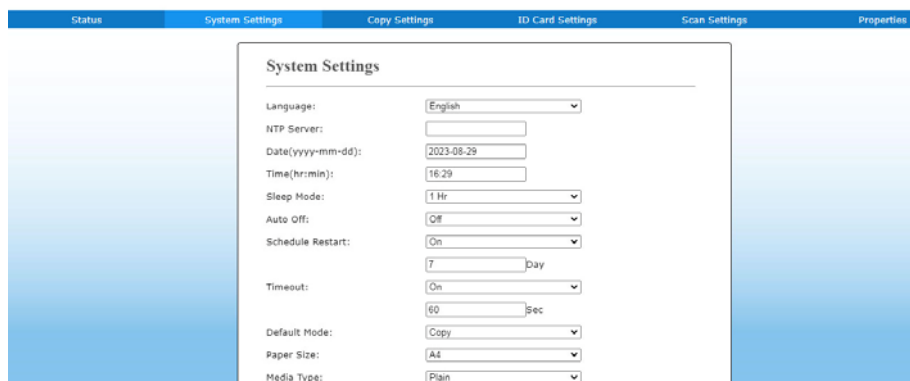 Status System Settings Copy Settings ID Card Settings Scan Settings Properties
System Settings
Language: English
NTP Server:
Date(yyyy-mm-dd): 2023-08-29
Time(hr:min): 16:29
Sleep Mode: 1 Hr
Auto Off: Off
Schedule Restart: On
7 Day
Timeout: On
60 Sec
Default Mode: Copy
Paper Size: A4
Media Type: Plain